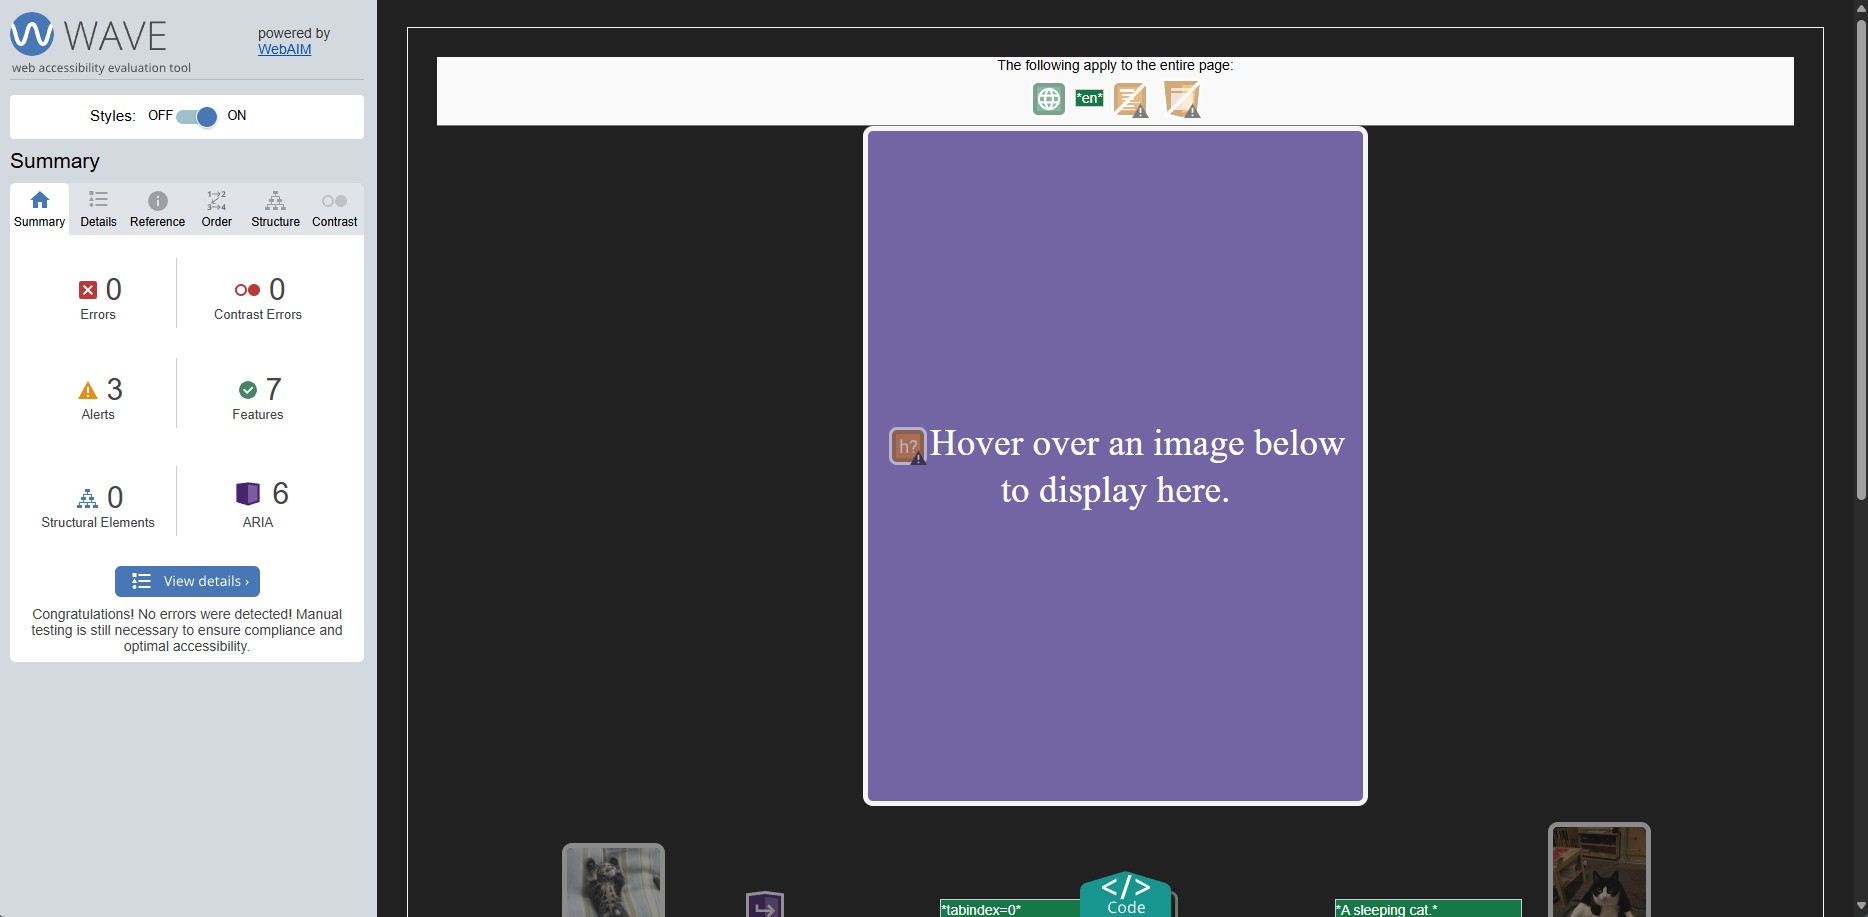 WAVE
powered by
WebAIM
web accessibility evaluation tool
Styles: OFF ON
Summary
Summary Details Reference Order Structure Contrast
0
Errors
0
Contrast Errors
3
Alerts
7
Features
0
Structural Elements
6
ARIA
View details ›
Congratulations! No errors were detected! Manual
testing is still necessary to ensure compliance and
optimal accessibility.
The following apply to the entire page:
*en*
h?
Hover over an image below
to display here.
*tabindex=0*
</>
Code
*A sleeping cat.*